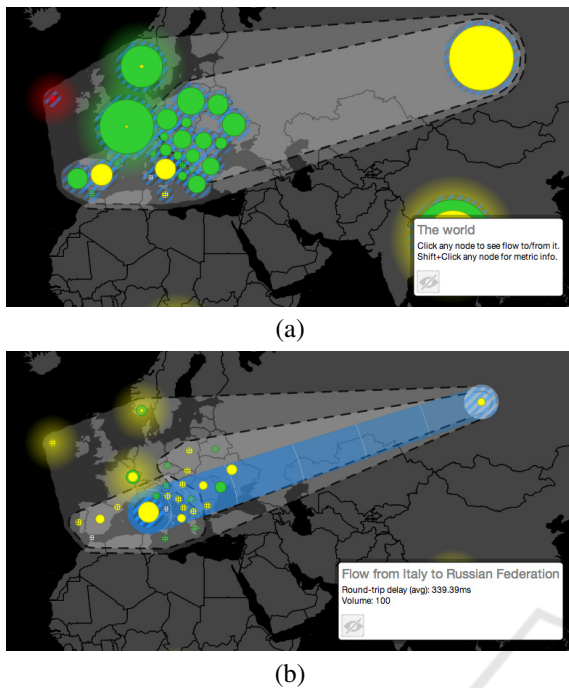 The world
Click any node to see flow to/from it.
Shift+Click any node for metric info.
(a)
Flow from Italy to Russian Federation
Round-trip delay (avg): 339.39ms
Volume: 100
(b)